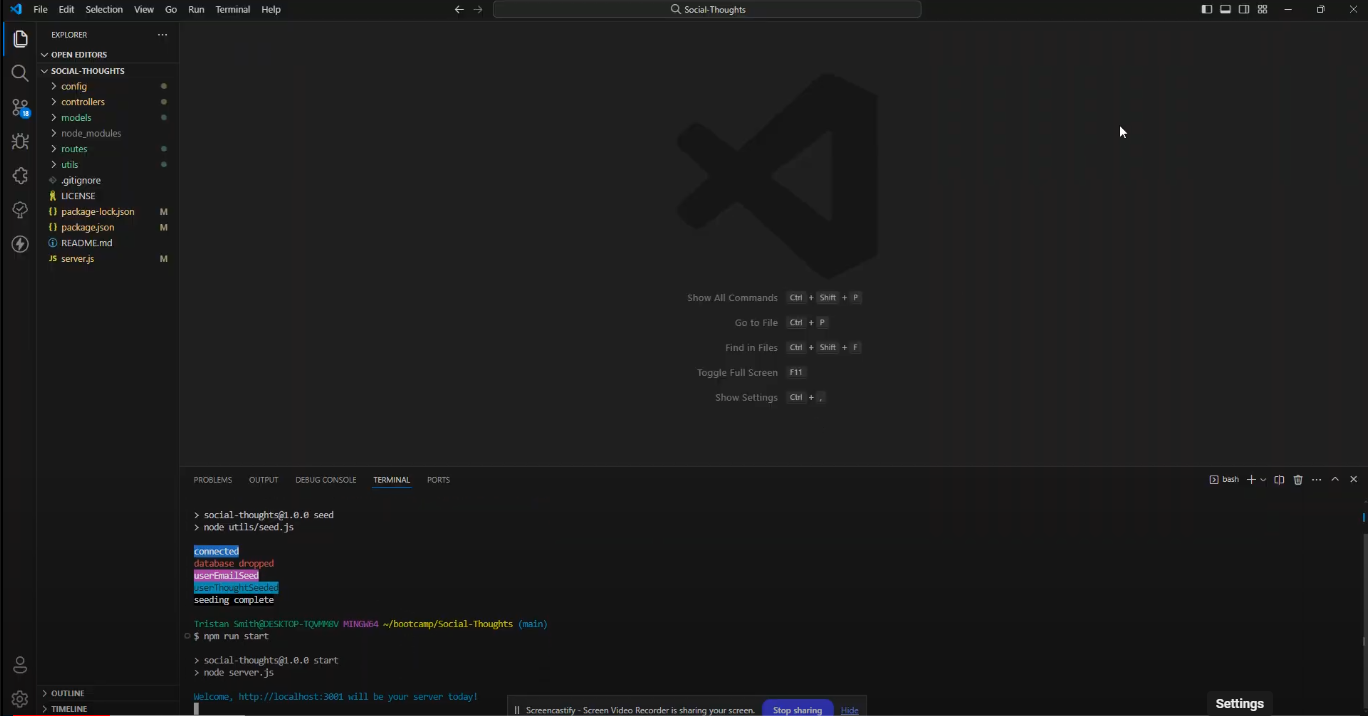 File Edit Selection View Go Run Terminal Help
Social-Thoughts
EXPLORER
OPEN EDITORS
SOCIAL-THOUGHTS
config
controllers
models
node_modules
routes
utils
.gitignore
LICENSE
package-lock.json M
package.json M
README.md
server.js M
18
Show All Commands Ctrl + Shift + P
Go to File Ctrl + P
Find in Files Ctrl + Shift + F
Toggle Full Screen F11
Show Settings Ctrl + ,
PROBLEMS OUTPUT DEBUG CONSOLE TERMINAL PORTS
bash
> social-thoughts@1.0.0 seed
> node utils/seed.js
connected
database dropped
userEmailSeed
userThoughtSeeded
seeding complete
Tristan Smith@DESKTOP-TQVMM8V MINGW64 ~/bootcamp/Social-Thoughts (main)
$ npm run start
> social-thoughts@1.0.0 start
> node server.js
Welcome, http://localhost:3001 will be your server today!
OUTLINE
TIMELINE
Screencastify - Screen Video Recorder is sharing your screen. Stop sharing Hide
Settings